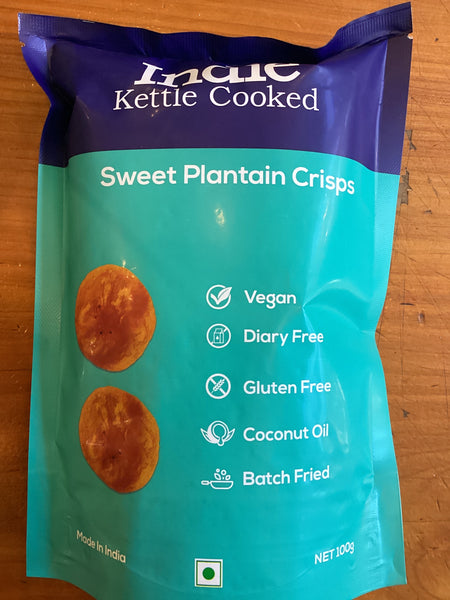 Indie
Kettle Cooked
Sweet Plantain Crisps
Vegan
Diary Free
Gluten Free
Coconut Oil
Batch Fried
Made In India
NET 100g